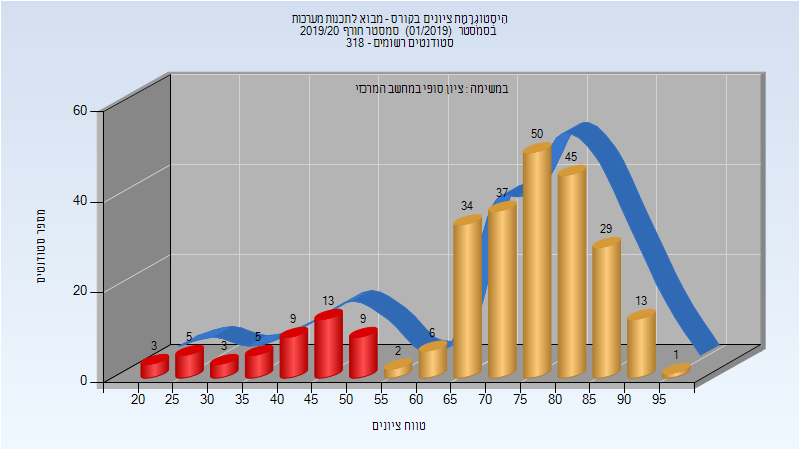 היסטוגרמת ציונים בקורס - מבוא לתכנות מערכות
בסמסטר (01/2019) סמסטר חורף 2019/20
סטודנטים רשומים - 318
במשימה : ציון סופי במחשב המרכזי
מספר סטודנטים
60
40
20
0
3
5
3
5
9
13
9
2
6
34
37
50
45
29
13
1
20 25 30 35 40 45 50 55 60 65 70 75 80 85 90 95
טווח ציונים